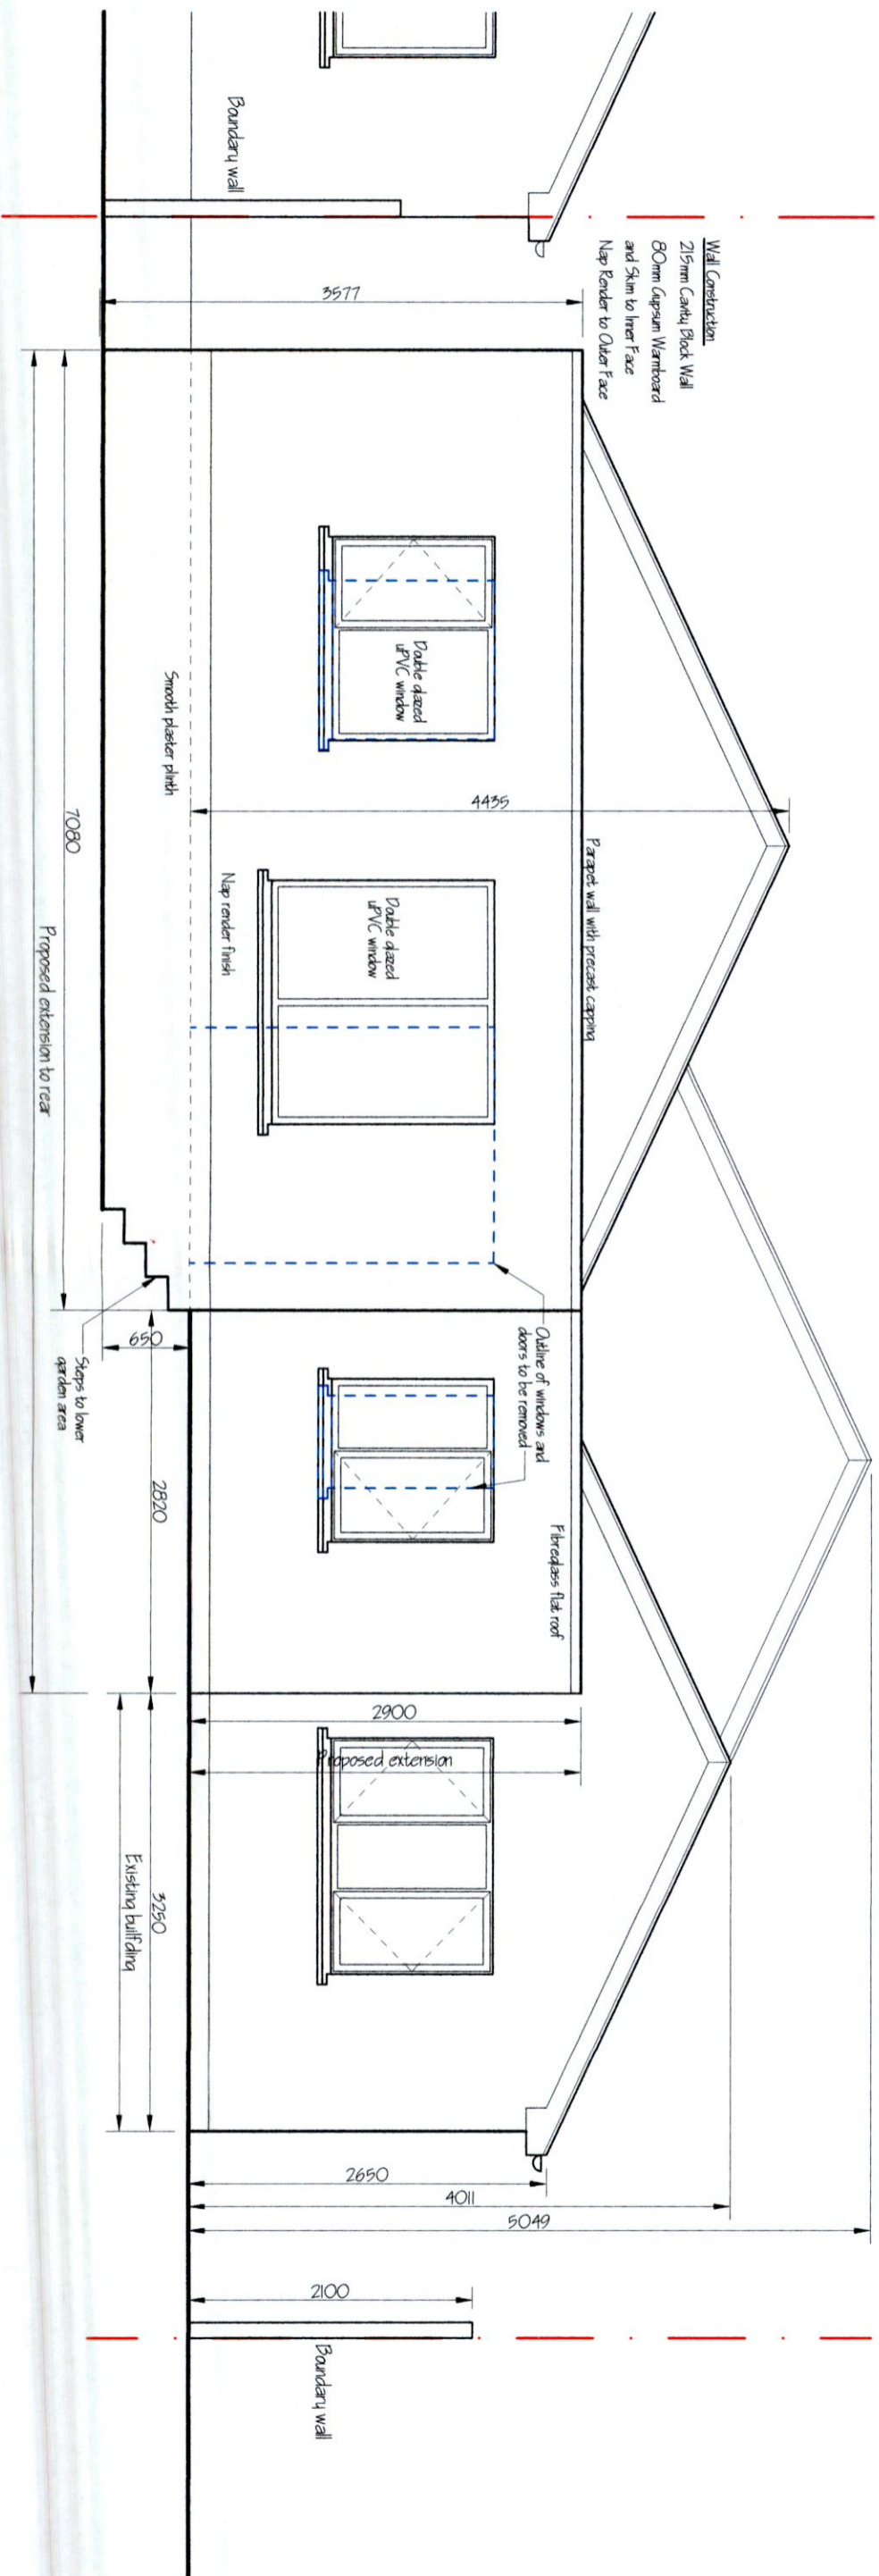 Boundary wall
Wall Construction
215mm Cavity Block Wall
80mm Gypsum Warmboard
and Skim to Inner Face
Nap Render to Outer Face
3577
Double glazed
uPVC window
Smooth plaster plinth
4435
7080
Parapet wall with precast capping
Double glazed
uPVC window
Nap render finish
Proposed extension to rear
Outline of windows and
doors to be removed
650
Steps to lower
garden area
2820
Fibreglass flat roof
2900
Proposed extension
3250
Existing builfding
2650
4011
5049
2100
Boundary wall